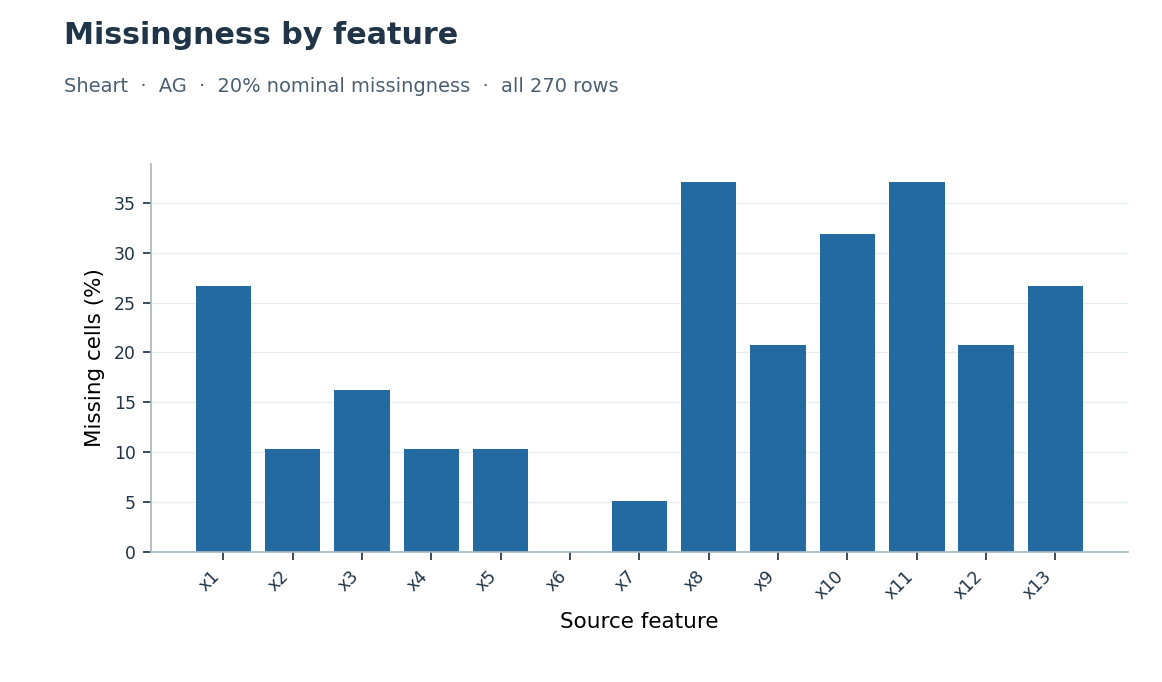 Missingness by feature
Sheart · AG · 20% nominal missingness · all 270 rows
Missing cells (%)
35
30
25
20
15
10
5
0
x1 x2 x3 x4 x5 x6 x7 x8 x9 x10 x11 x12 x13
Source feature